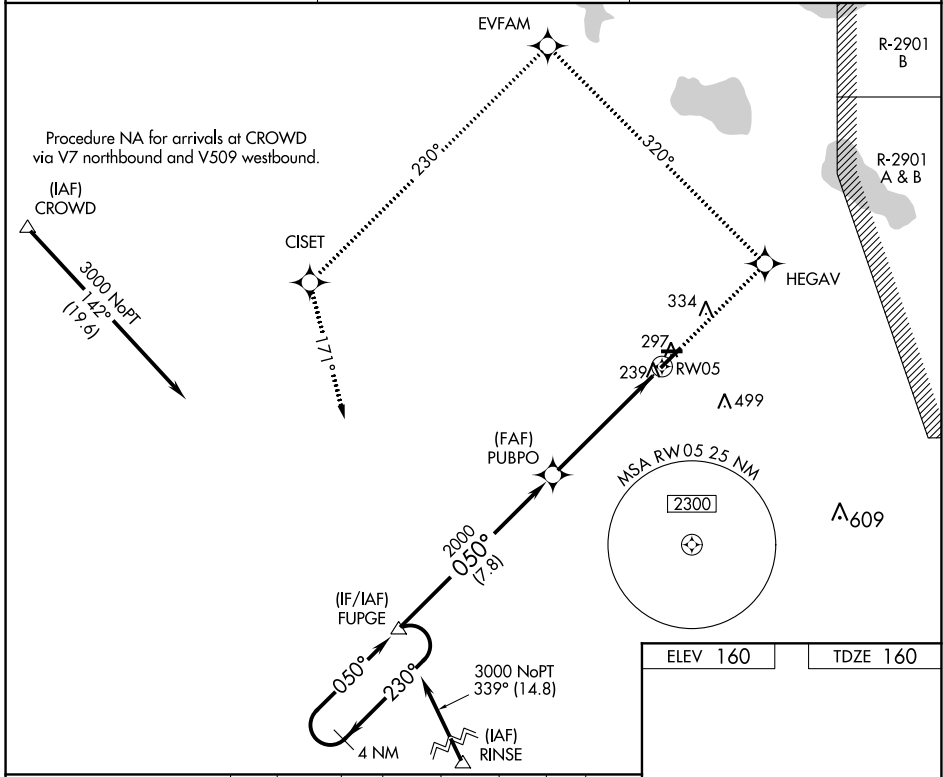 EVFAM
R-2901
B
Procedure NA for arrivals at CROWD
via V7 northbound and V509 westbound.
230°
320°
R-2901
A & B
(IAF)
CROWD
CISET
HEGAV
3000 NoPT
142°
(19.6)
334
171°
297
239
RW05
499
(FAF)
PUBPO
MSA RW05 25 NM
2300
609
2000
050°
(7.8)
(IF/IAF)
FUPGE
ELEV 160
TDZE 160
050°
230°
3000 NoPT
339° (14.8)
4 NM
(IAF)
RINSE